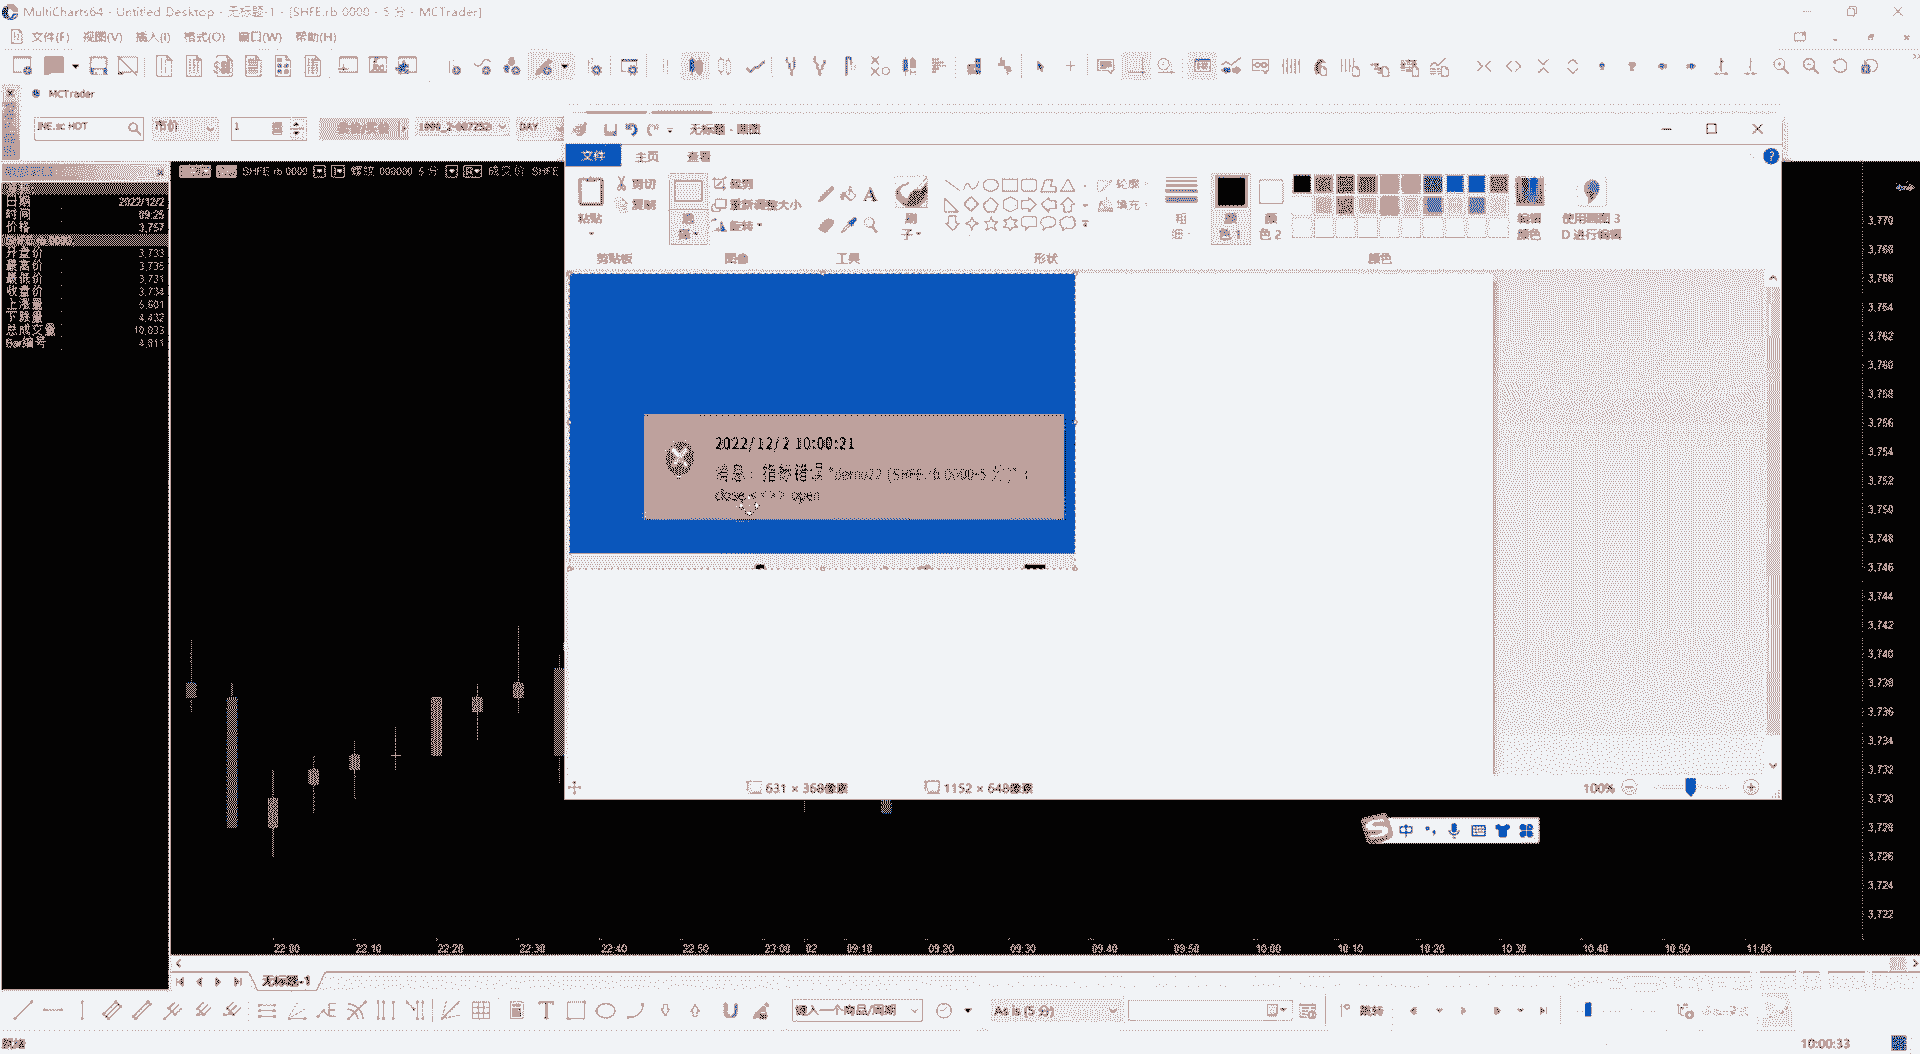 MultiCharts64 - Untitled Desktop - 无标题-1 - [SHFE.rb 0000 - 5 分 - MCTrader]
文件(F) 视图(V) 插入(I) 格式(O) 窗口(W) 帮助(H)
MCTrader
INE.sc HOT 市价 1 DAY
无标题 - 画图
文件 主页 查看
SHFE.rb 0000 螺纹 000000 5 分 成交价 SHFE
日期 2022/12/2
时间 09:25
价格 3,757
SHFE.rb 0000
开盘价 3,733
最高价 3,735
最低价 3,731
收盘价 3,734
上涨量 5,601
下跌量 4,432
总成交量 10,033
Bar编号 4,811
粘贴 剪切 复制
选择 裁剪 重新调整大小 旋转
刷子
轮廓 填充
粗细
颜色 1 颜色 2
编辑颜色
使用画图 3D 进行编辑
剪贴板 图像 工具 形状 颜色
2022/12/2 10:00:21
消息： 指标错误 "demo22 (SHFE.rb 0000-5 分)" :
close < <> > open
631 × 368像素 1152 × 648像素 100%
中
3,770
3,768
3,766
3,764
3,762
3,760
3,758
3,756
3,754
3,752
3,750
3,748
3,746
3,744
3,742
3,740
3,738
3,736
3,734
3,732
3,730
3,728
3,726
3,724
3,722
22:00 22:10 22:20 22:30 22:40 22:50 23:00 02 09:10 09:20 09:30 09:40 09:50 10:00 10:10 10:20 10:30 10:40 10:50 11:00
无标题-1
键入一个商品/周期 As is (5 分) 跳转
就绪 10:00:33